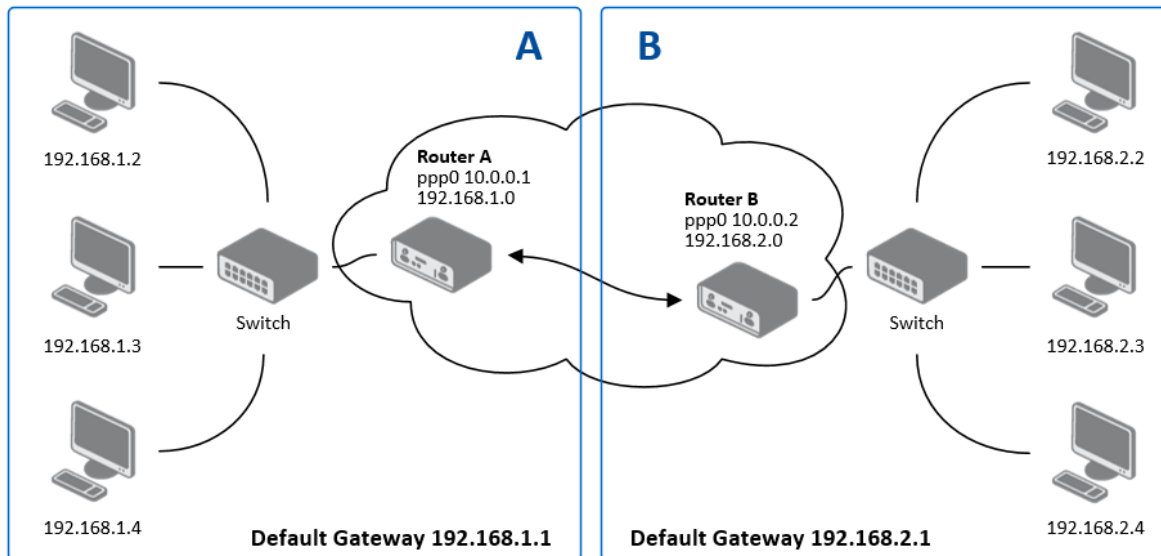 A
B
192.168.1.2
192.168.2.2
Router A
ppp0 10.0.0.1
192.168.1.0
Router B
ppp0 10.0.0.2
192.168.2.0
Switch
Switch
192.168.1.3
192.168.2.3
192.168.1.4
192.168.2.4
Default Gateway 192.168.1.1
Default Gateway 192.168.2.1